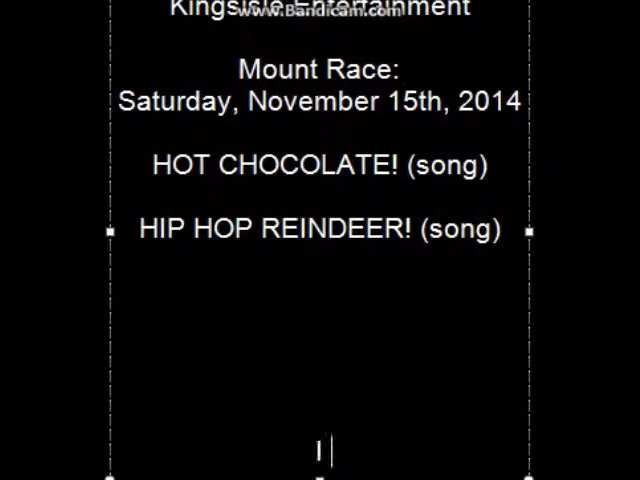 Kingsisle Entertainment
www.Bandicam.com
Mount Race:
Saturday, November 15th, 2014
HOT CHOCOLATE! (song)
HIP HOP REINDEER! (song)
I